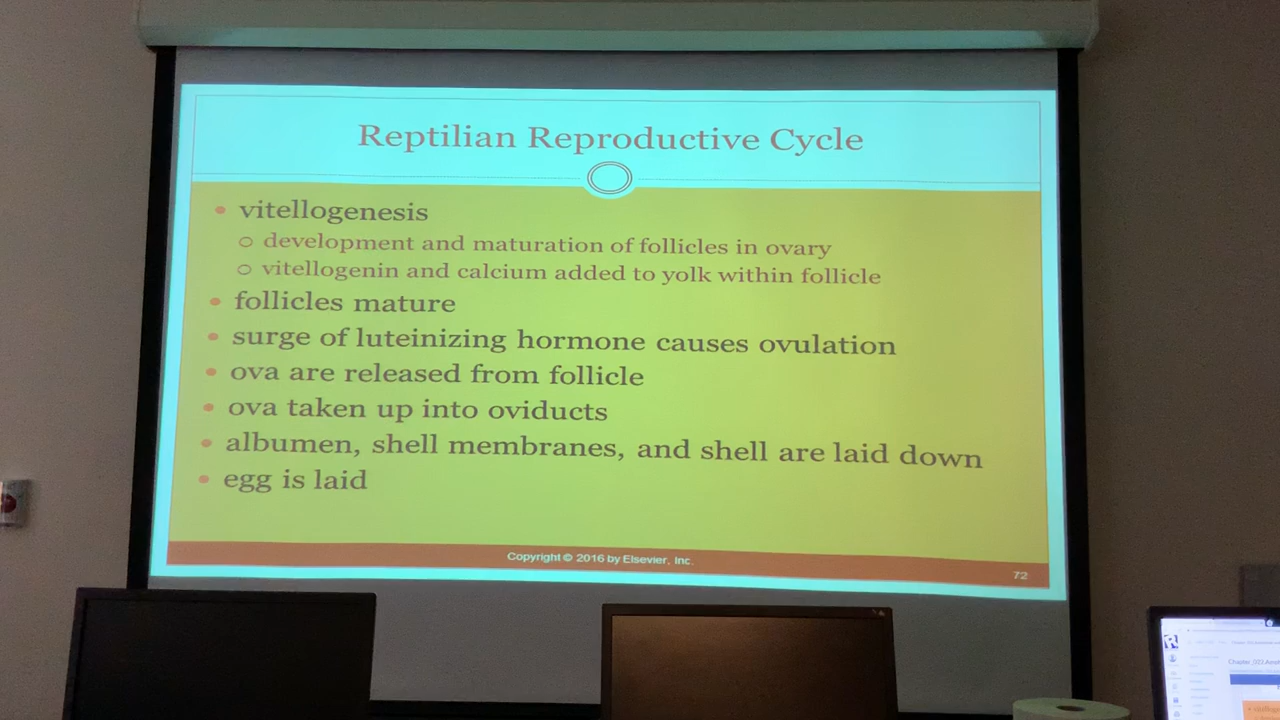 Reptilian Reproductive Cycle
• vitellogenesis
○ development and maturation of follicles in ovary
○ vitellogenin and calcium added to yolk within follicle
• follicles mature
• surge of luteinizing hormone causes ovulation
• ova are released from follicle
• ova taken up into oviducts
• albumen, shell membranes, and shell are laid down
• egg is laid
Copyright © 2016 by Elsevier, Inc.
72